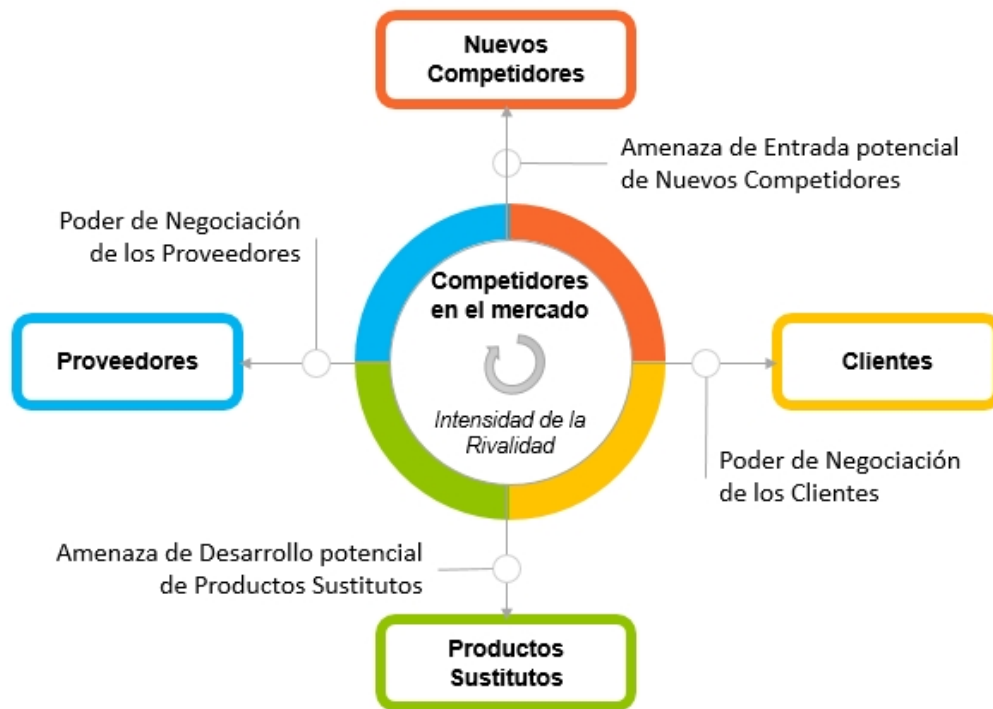 Nuevos
Competidores
Amenaza de Entrada potencial
de Nuevos Competidores
Poder de Negociación
de los Proveedores
Competidores
en el mercado
Proveedores
Clientes
Intensidad de la
Rivalidad
Poder de Negociación
de los Clientes
Amenaza de Desarrollo potencial
de Productos Sustitutos
Productos
Sustitutos